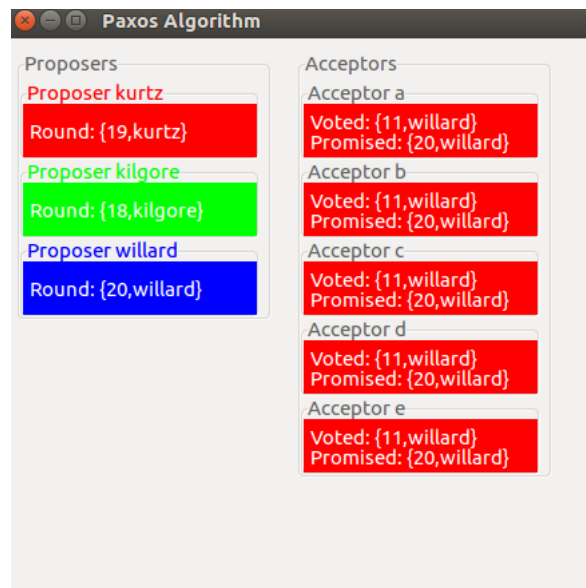 Paxos Algorithm
Proposers
Proposer kurtz
Round: {19,kurtz}
Proposer kilgore
Round: {18,kilgore}
Proposer willard
Round: {20,willard}
Acceptors
Acceptor a
Voted: {11,willard}
Promised: {20,willard}
Acceptor b
Voted: {11,willard}
Promised: {20,willard}
Acceptor c
Voted: {11,willard}
Promised: {20,willard}
Acceptor d
Voted: {11,willard}
Promised: {20,willard}
Acceptor e
Voted: {11,willard}
Promised: {20,willard}